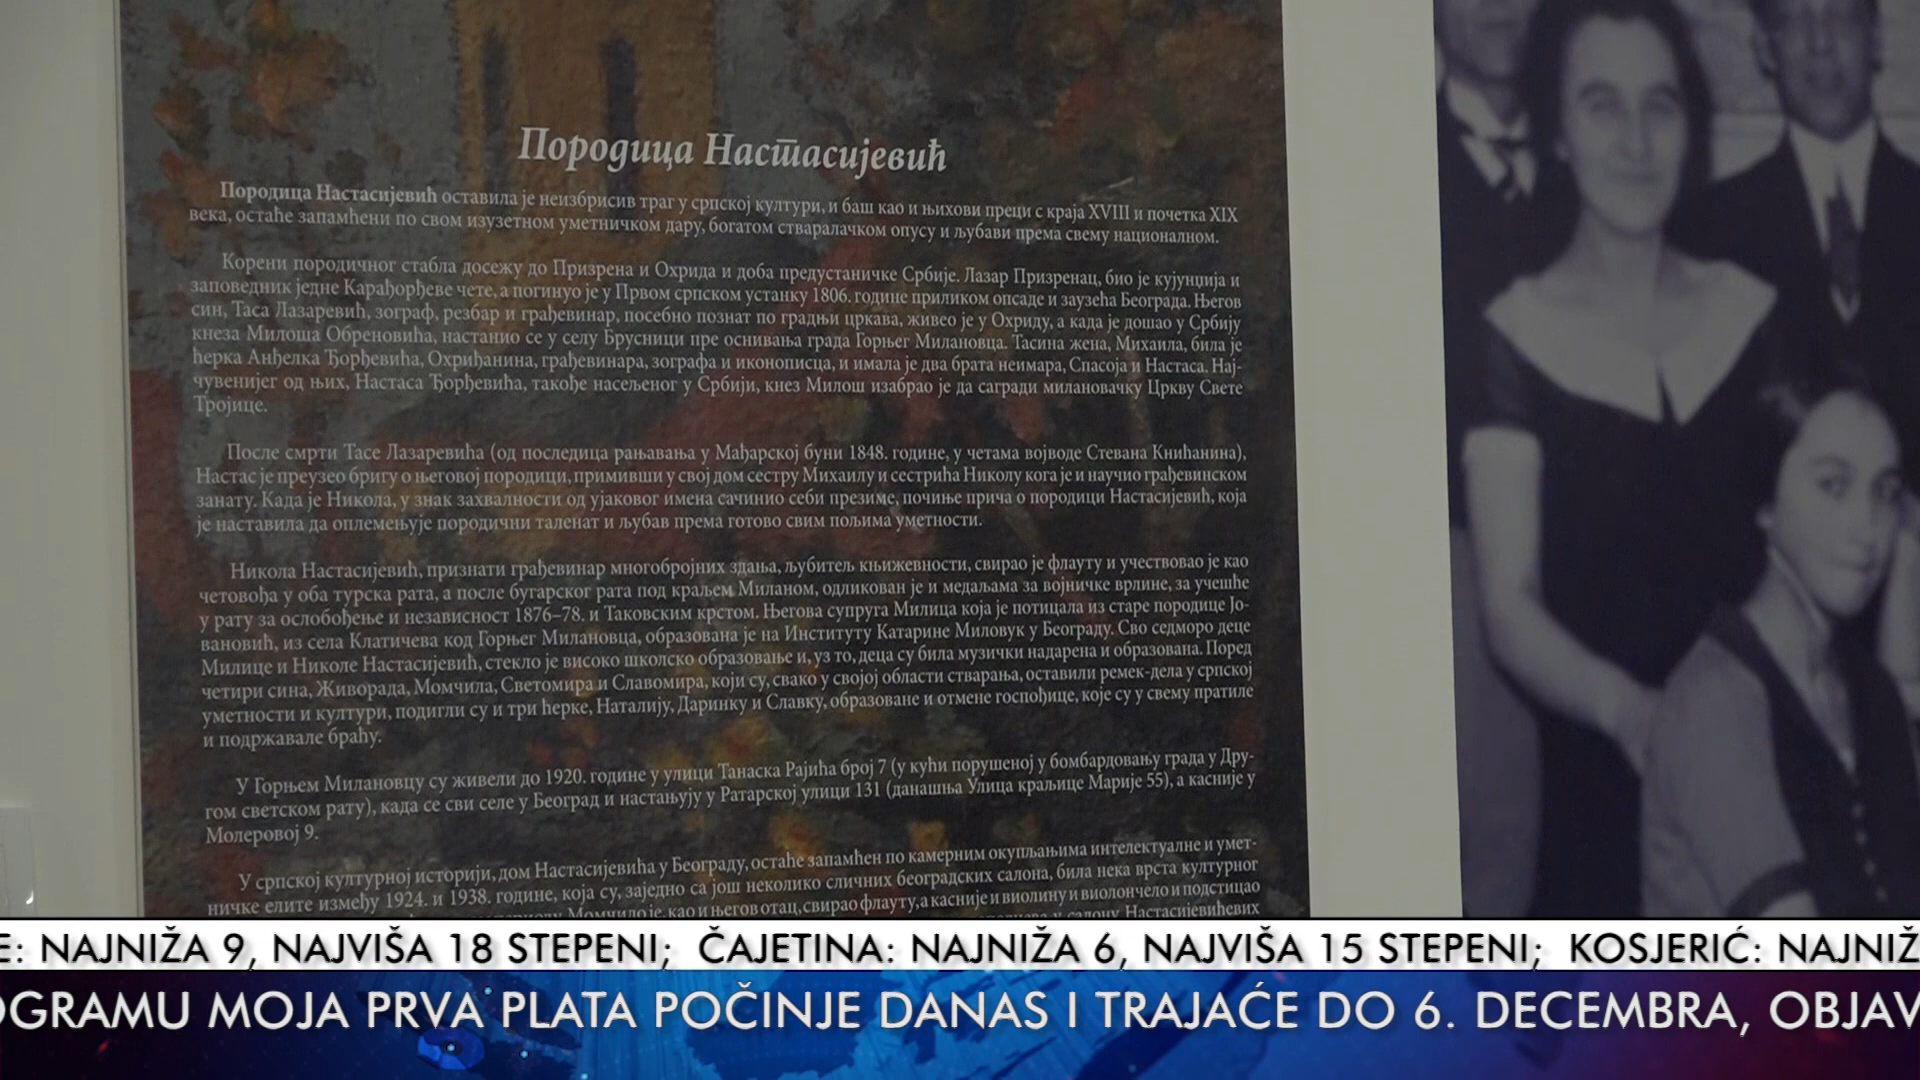 Породица Настасијевић
Породица Настасијевић оставила је неизбрисив траг у српској култури, и баш као и њихови преци с краја XVIII и почетка XIX
века, остаће запамћени по свом изузетном уметничком дару, богатом стваралачком опусу и љубави према свему националном.
Корени породичног стабла досежу до Призрена и Охрида и доба предустаничке Србије. Лазар Призренац, био је кујунџија и
заповедник једне Карађорђеве чете, а погинуо је у Првом српском устанку 1806. године приликом опсаде и заузећа Београда. Његов
син, Таса Лазаревић, зограф, резбар и грађевинар, посебно познат по градњи цркава, живео је у Охриду, а када је дошао у Србију
кнеза Милоша Обреновића, настанио се у селу Брусници пре оснивања града Горњег Милановца. Тасина жена, Михаила, била је
ћерка Анђелка Ђорђевића, Охриђанина, грађевинара, зографа и иконописца, и имала је два брата неимара, Спасоја и Настаса. Нај-
чувенијег од њих, Настаса Ђорђевића, такође насељеног у Србији, кнез Милош изабрао је да сагради милановачку Цркву Свете
Тројице.
После смрти Тасе Лазаревића (од последица рањавања у Мађарској буни 1848. године, у четама војводе Стевана Книћанина),
Настас је преузео бригу о његовој породици, примивши у свој дом сестру Михаилу и сестрића Николу кога је и научио грађевинском
занату. Када је Никола, у знак захвалности од ујаковог имена сачинио себи презиме, почиње прича о породици Настасијевић, која
је наставила да оплемењује породични таленат и љубав према готово свим пољима уметности.
Никола Настасијевић, признати грађевинар многобројних здања, љубитељ књижевности, свирао је флауту и учествовао је као
четовођа у оба турска рата, а после бугарског рата под краљем Миланом, одликован је и медаљама за војничке врлине, за учешће
у рату за ослобођење и независност 1876–78. и Таковским крстом. Његова супруга Милица која је потицала из старе породице Јо-
вановић, из села Клатичева код Горњег Милановца, образована је на Институту Катарине Миловук у Београду. Сво седморо деце
Милице и Николе Настасијевић, стекло је високо школско образовање и, уз то, деца су била музички надарена и образована. Поред
четири сина, Живорада, Момчила, Светомира и Славомира, који су, свако у својој области стварања, оставили ремек-дела у српској
уметности и култури, подигли су и три ћерке, Наталију, Даринку и Славку, образоване и отмене госпођице, које су у свему пратиле
и подржавале браћу.
У Горњем Милановцу су живели до 1920. године у улици Танаска Рајића број 7 (у кући порушеној у бомбардовању града у Дру-
гом светском рату), када се сви селе у Београд и настањују у Ратарској улици 131 (данашња Улица краљице Марије 55), а касније у
Молеровој 9.
У српској културној историји, дом Настасијевића у Београду, остаће запамћен по камерним окупљањима интелектуалне и умет-
ничке елите између 1924. и 1938. године, која су, заједно са још неколико сличних београдских салона, била нека врста културног
Момчило је, као и његов отац, свирао флауту, а касније и виолину и виолончело и подстицао
у салону Настасијевићевих
E: NAJNIŽA 9, NAJVIŠA 18 STEPENI; ČAJETINA: NAJNIŽA 6, NAJVIŠA 15 STEPENI; KOSJERIĆ: NAJNIŽ
OGRAMU MOJA PRVA PLATA POČINJE DANAS I TRAJAĆE DO 6. DECEMBRA, OBJAV